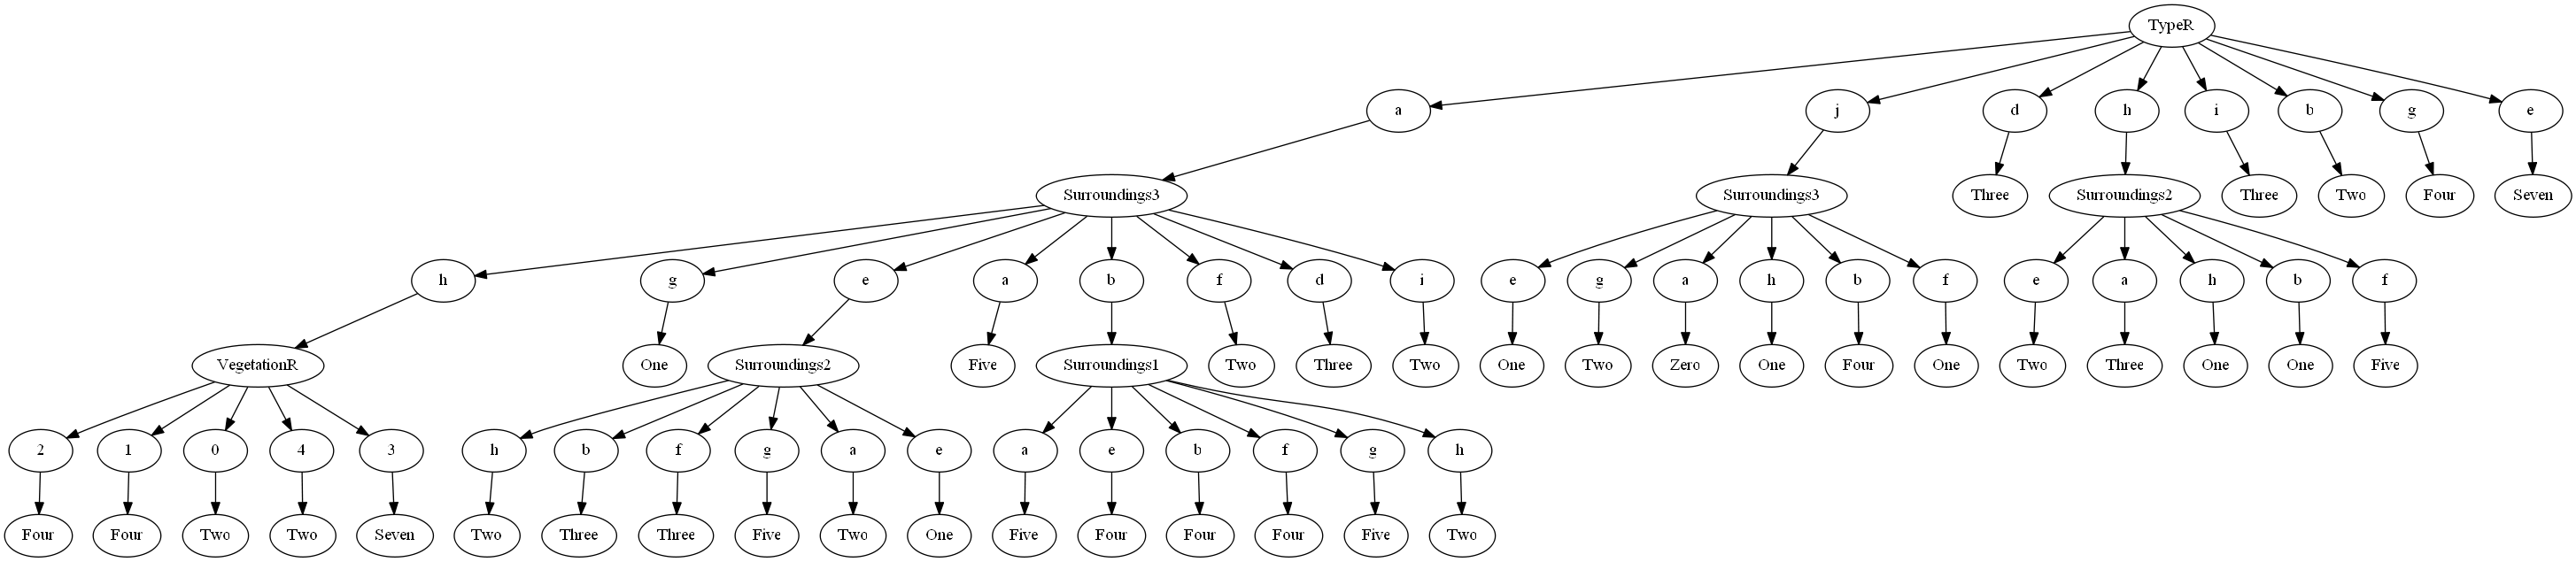 TypeR
a j d h i b g e
Surroundings3 Surroundings3 Three Surroundings2 Three Two Four Seven
h g e a b f d i e g a h b f e a h b f
VegetationR One Surroundings2 Five Surroundings1 Two Three Two One Two Zero One Four One Two Three One One Five
2 1 0 4 3 h b f g a e a e b f g h
Four Four Two Two Seven Two Three Three Five Two One Five Four Four Four Five Two